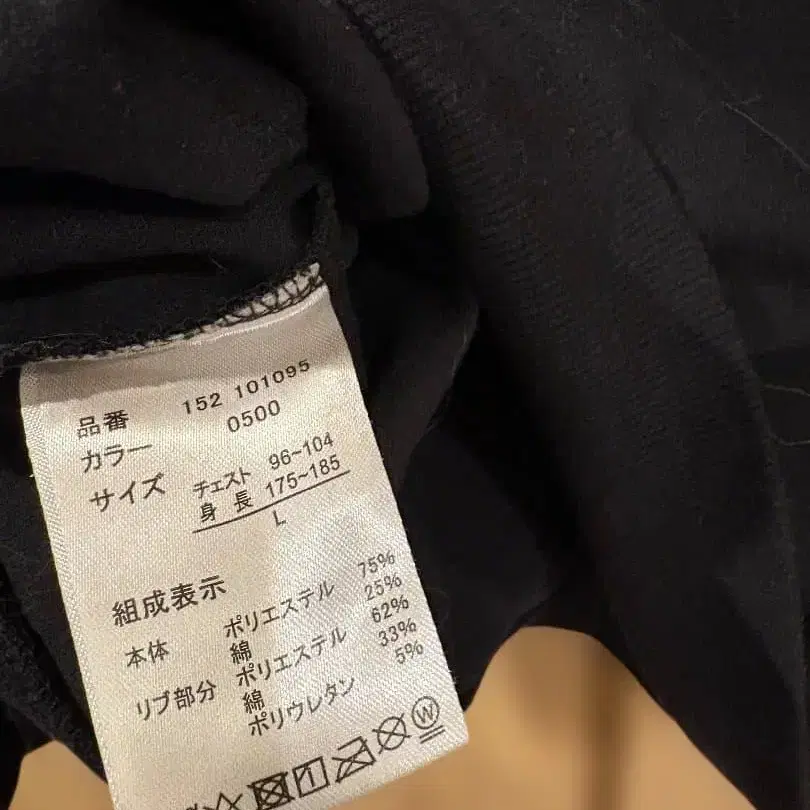 品番 152 101095
カラー 0500
サイズ チェスト 96~104
身長 175~185
L
組成表示
本体 ポリエステル 75%
綿 25%
リブ部分 ポリエステル 62%
綿 33%
ポリウレタン 5%
W